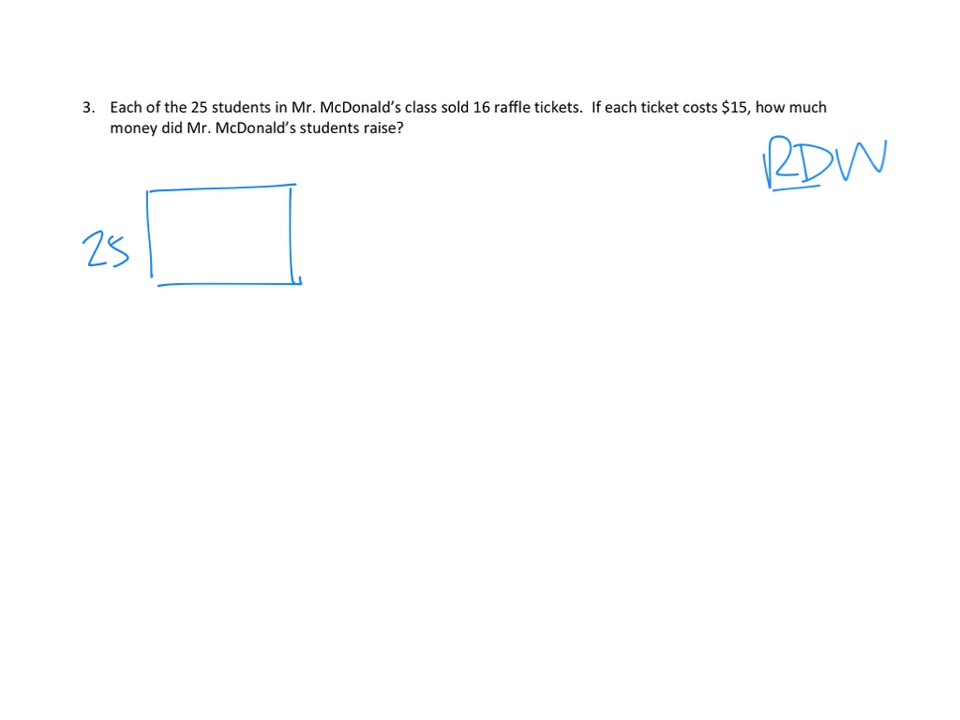 3. Each of the 25 students in Mr. McDonald's class sold 16 raffle tickets. If each ticket costs $15, how much
money did Mr. McDonald's students raise?
RDW
25